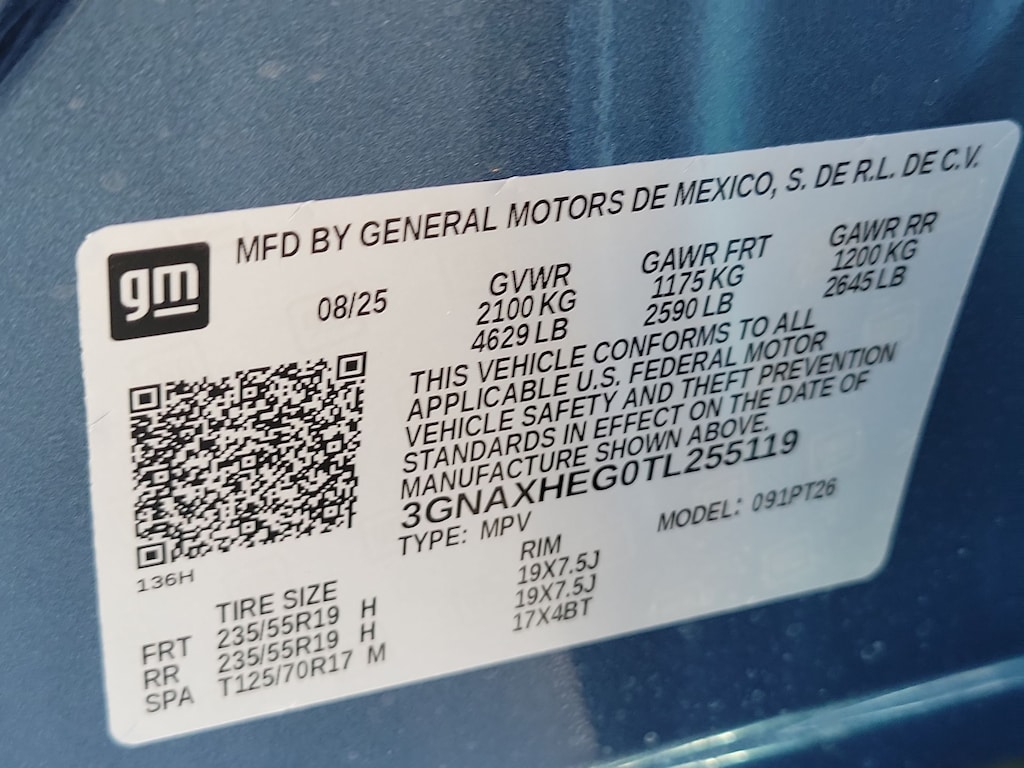 gm
MFD BY GENERAL MOTORS DE MEXICO, S. DE R.L. DE C.V.
08/25
GVWR
2100 KG
4629 LB
GAWR FRT
1175 KG
2590 LB
GAWR RR
1200 KG
2645 LB
THIS VEHICLE CONFORMS TO ALL
APPLICABLE U.S. FEDERAL MOTOR
VEHICLE SAFETY AND THEFT PREVENTION
STANDARDS IN EFFECT ON THE DATE OF
MANUFACTURE SHOWN ABOVE.
3GNAXHEG0TL255119
TYPE: MPV MODEL: 091PT26
136H
TIRE SIZE RIM
FRT 235/55R19 H 19X7.5J
RR 235/55R19 H 19X7.5J
SPA T125/70R17 M 17X4BT